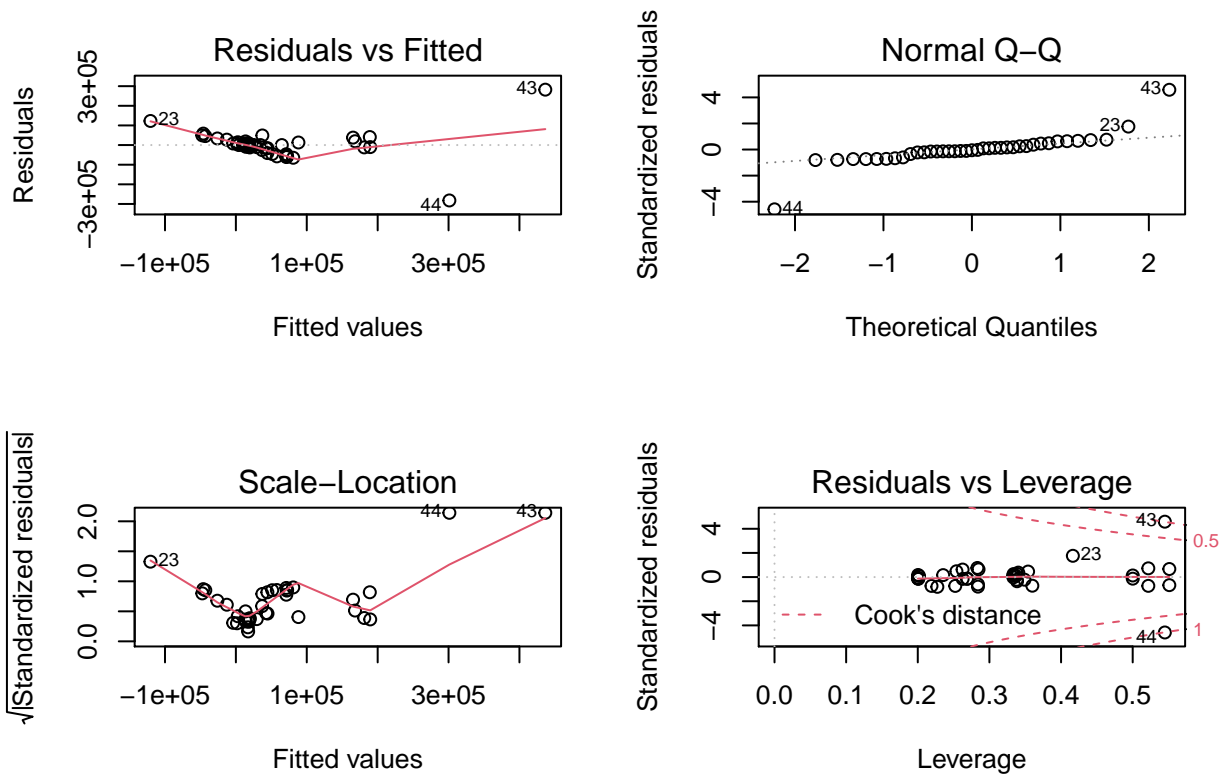 Residuals vs Fitted
Residuals
3e+05
−3e+05
43
23
44
−1e+05 1e+05 3e+05
Fitted values
Normal Q−Q
Standardized residuals
4
0
−4
43
23
44
−2 −1 0 1 2
Theoretical Quantiles
Scale−Location
√|Standardized residuals|
2.0
1.0
0.0
44 43
23
−1e+05 1e+05 3e+05
Fitted values
Residuals vs Leverage
Standardized residuals
4
0
−4
43
0.5
23
Cook's distance
1
44
0.0 0.1 0.2 0.3 0.4 0.5
Leverage